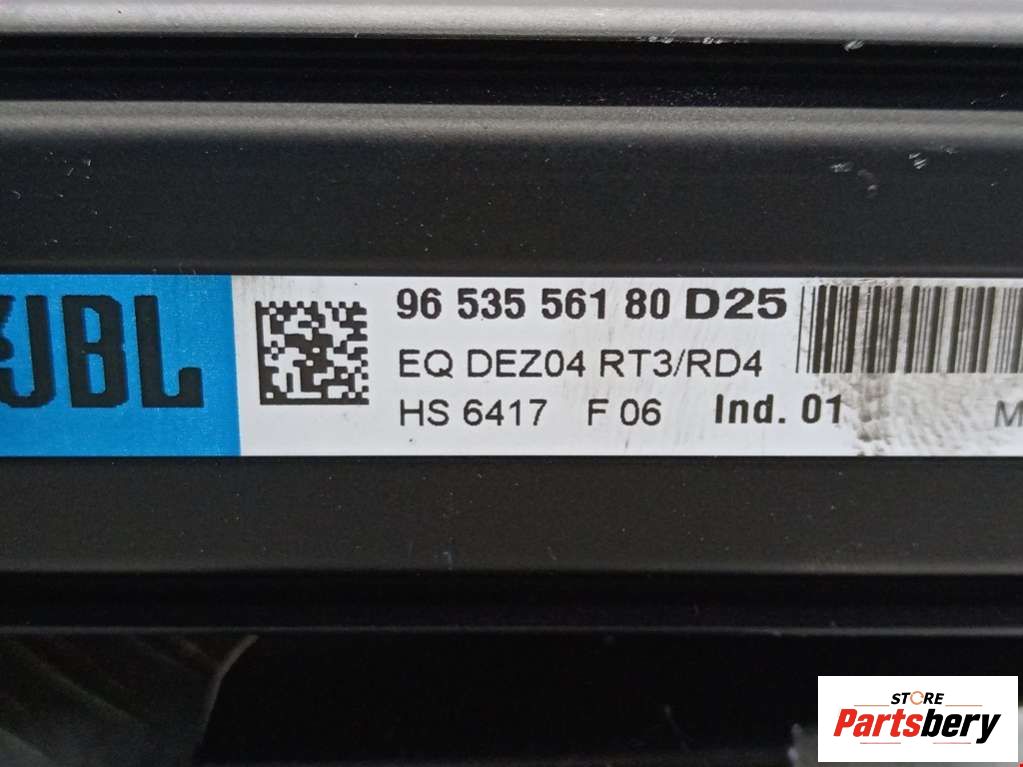 JBL
96 535 561 80 D25
EQ DEZ04 RT3/RD4
HS 6417 F 06 Ind. 01
STORE
Partsbery